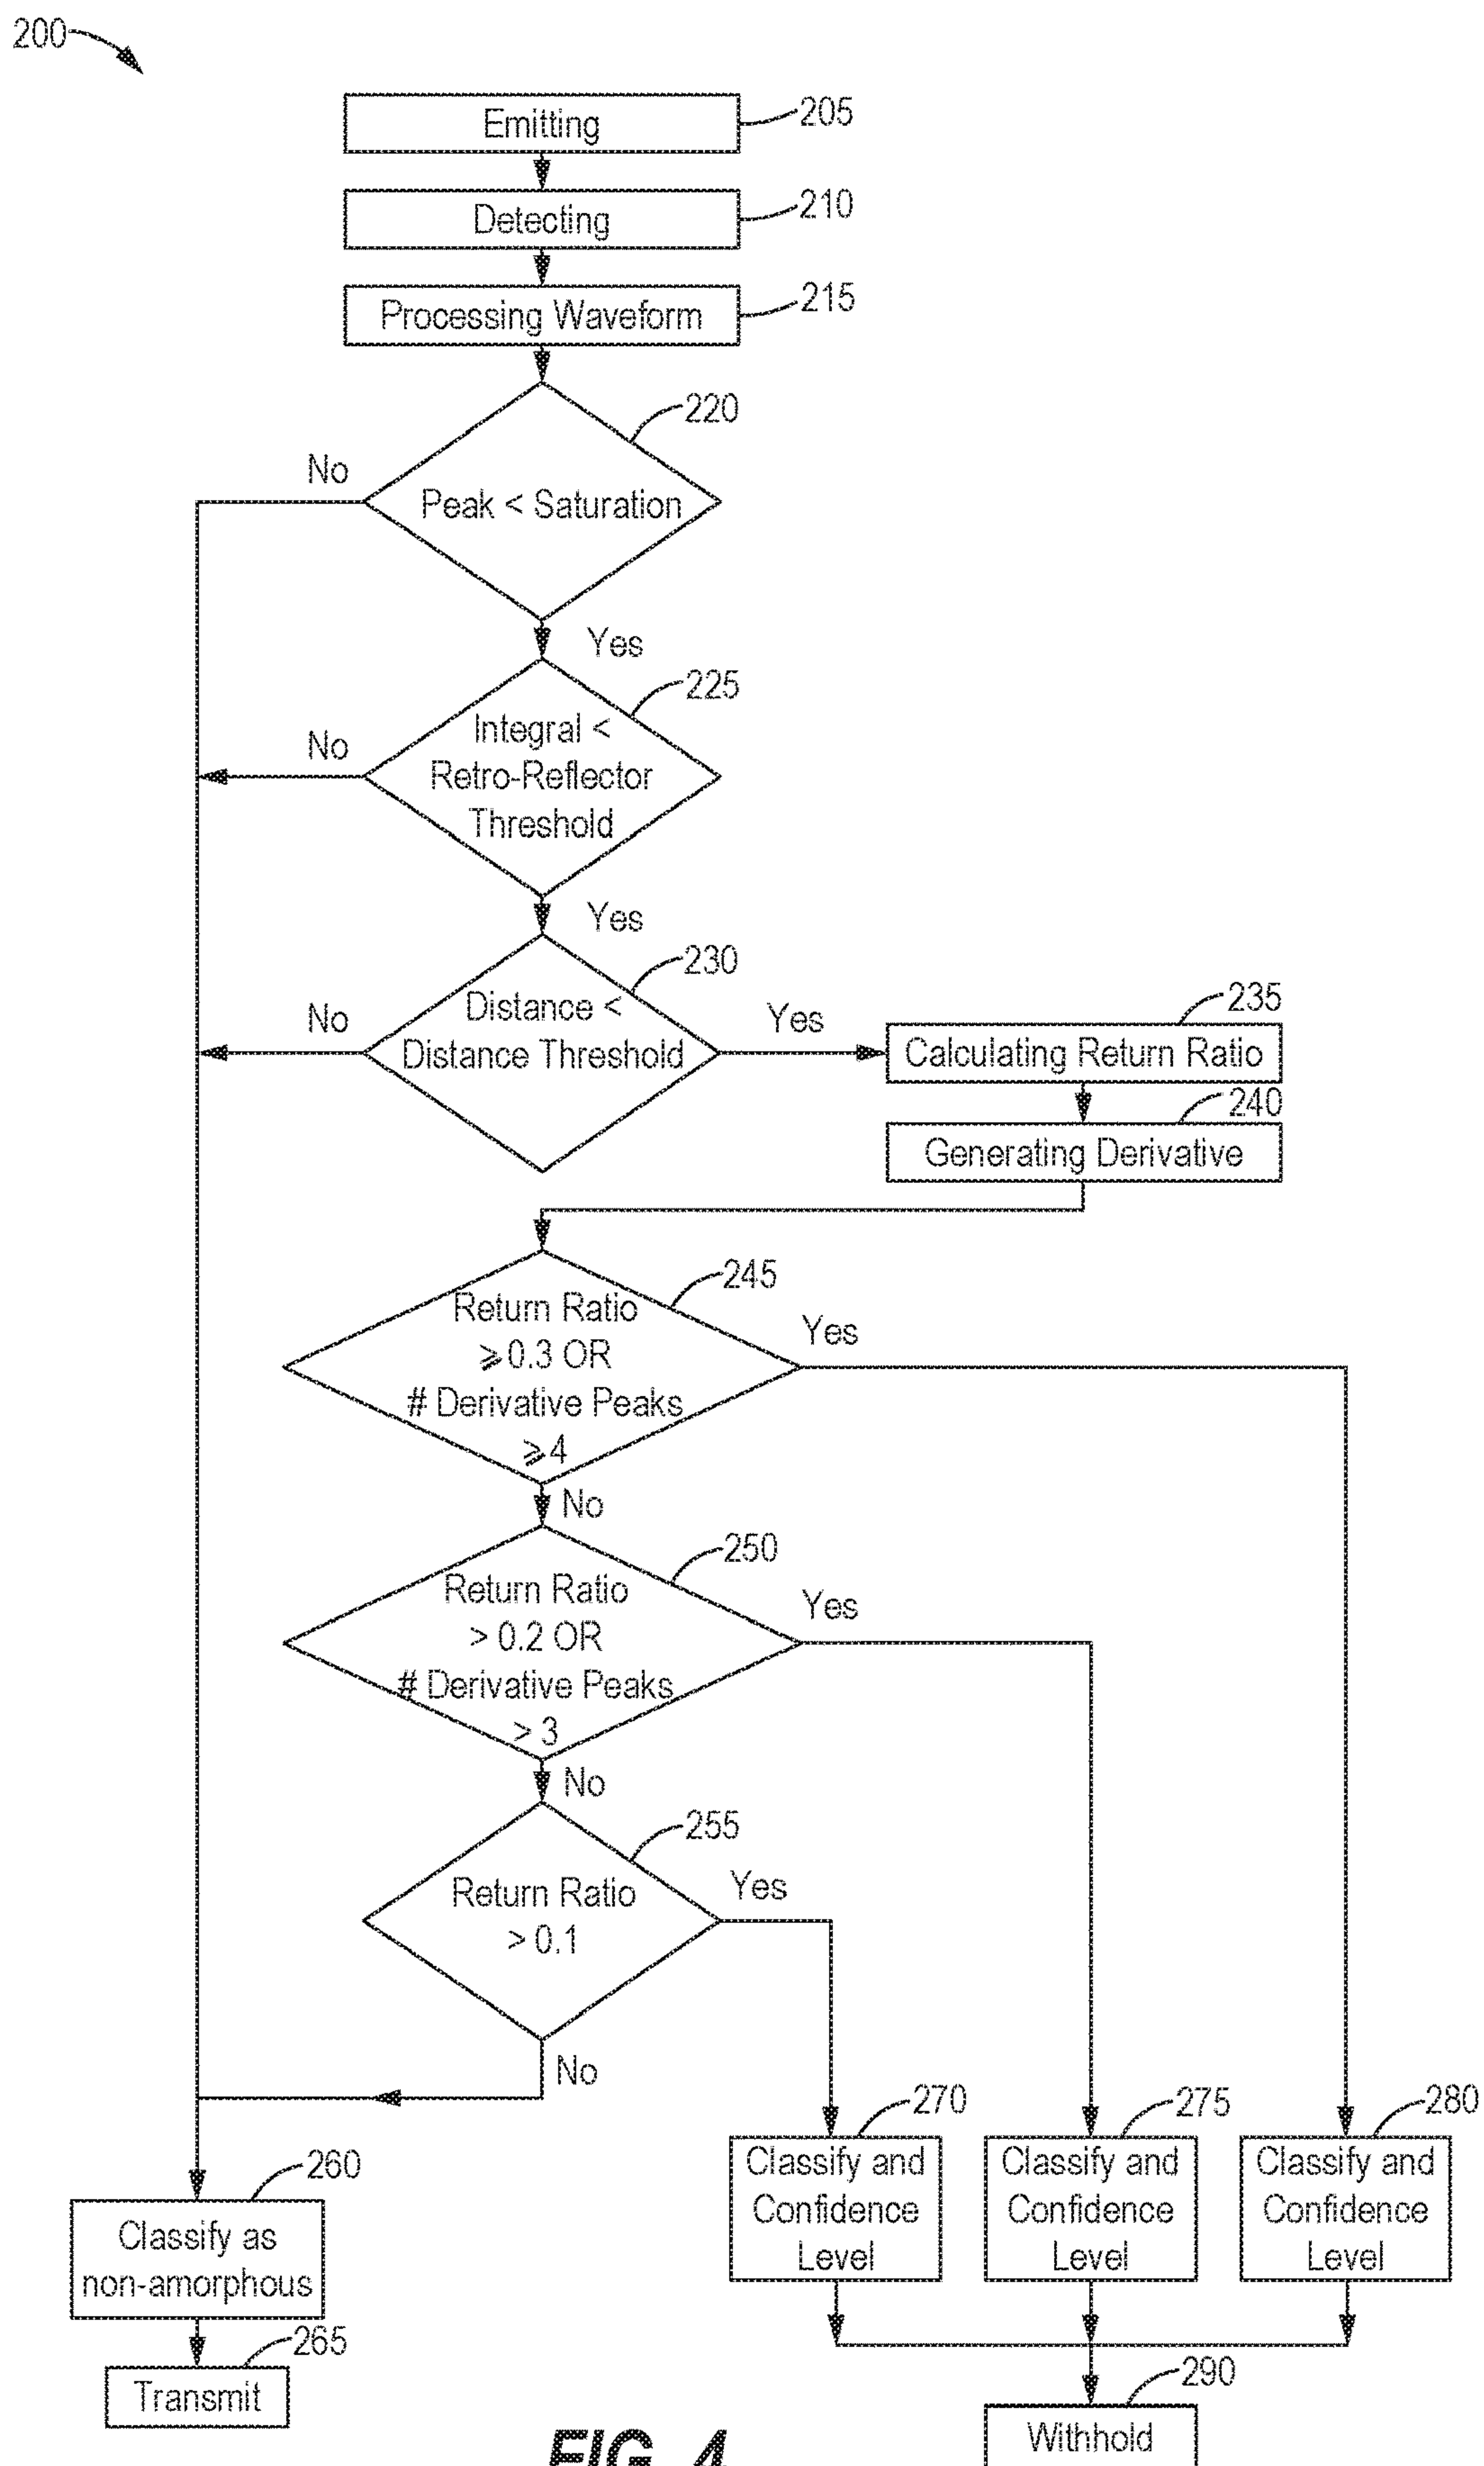 200
Emitting
205
Detecting
210
Processing Waveform
215
220
No
Peak < Saturation
Yes
225
No
Integral <
Retro-Reflector
Threshold
Yes
230
No
Distance <
Distance Threshold
Yes
235
Calculating Return Ratio
240
Generating Derivative
245
Return Ratio
⩾ 0.3 OR
# Derivative Peaks
⩾ 4
Yes
No
250
Return Ratio
> 0.2 OR
# Derivative Peaks
> 3
Yes
No
255
Return Ratio
> 0.1
Yes
No
270
275
280
Classify and
Confidence
Level
Classify and
Confidence
Level
Classify and
Confidence
Level
260
Classify as
non-amorphous
265
Transmit
290
Withhold
FIG. 4